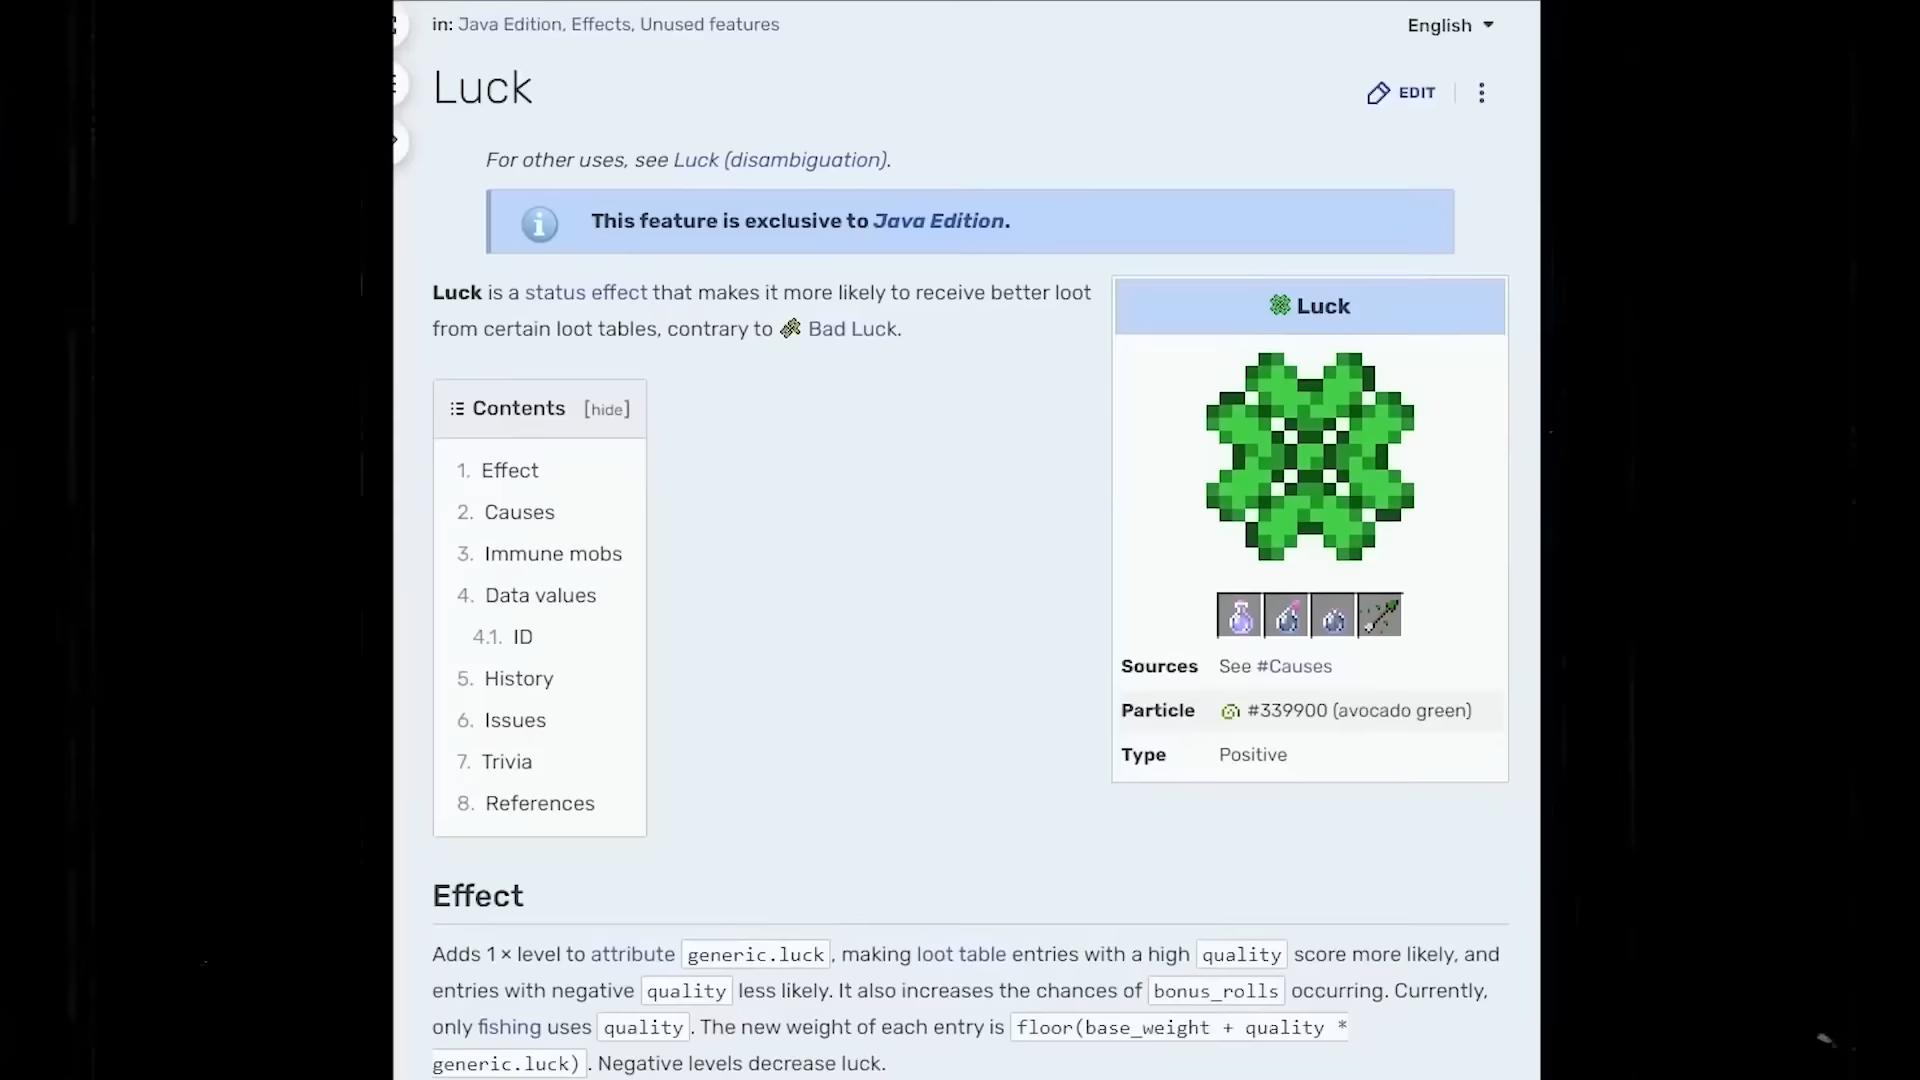 in: Java Edition, Effects, Unused features
English
Luck
EDIT
For other uses, see Luck (disambiguation).
This feature is exclusive to Java Edition.
Luck is a status effect that makes it more likely to receive better loot
from certain loot tables, contrary to Bad Luck.
Contents [hide]
1. Effect
2. Causes
3. Immune mobs
4. Data values
4.1. ID
5. History
6. Issues
7. Trivia
8. References
Luck
Sources See #Causes
Particle #339900 (avocado green)
Type Positive
Effect
Adds 1 × level to attribute generic.luck, making loot table entries with a high quality score more likely, and
entries with negative quality less likely. It also increases the chances of bonus_rolls occurring. Currently,
only fishing uses quality. The new weight of each entry is floor(base_weight + quality *
generic.luck). Negative levels decrease luck.